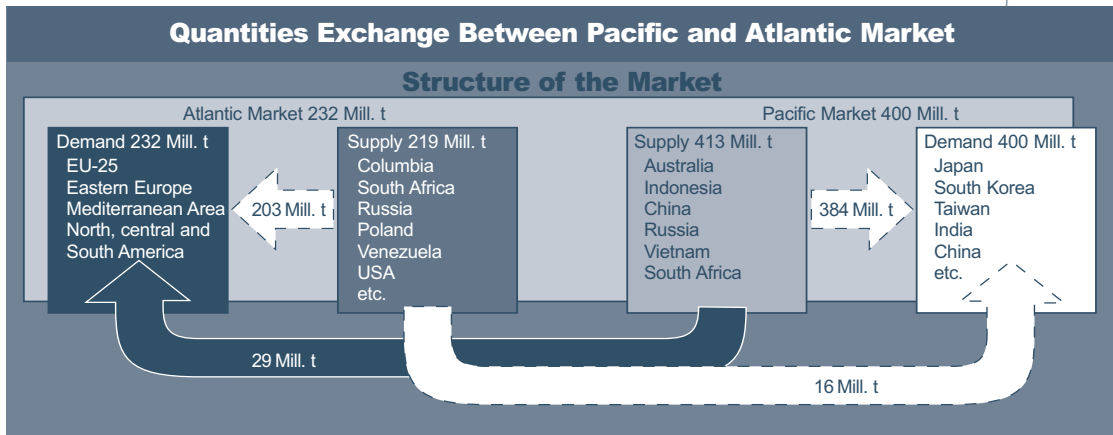 Quantities Exchange Between Pacific and Atlantic Market
Structure of the Market
Atlantic Market 232 Mill. t
Pacific Market 400 Mill. t
Demand 232 Mill. t
EU-25
Eastern Europe
Mediterranean Area
North, central and
South America
203 Mill. t
Supply 219 Mill. t
Columbia
South Africa
Russia
Poland
Venezuela
USA
etc.
Supply 413 Mill. t
Australia
Indonesia
China
Russia
Vietnam
South Africa
384 Mill. t
Demand 400 Mill. t
Japan
South Korea
Taiwan
India
China
etc.
29 Mill. t
16 Mill. t